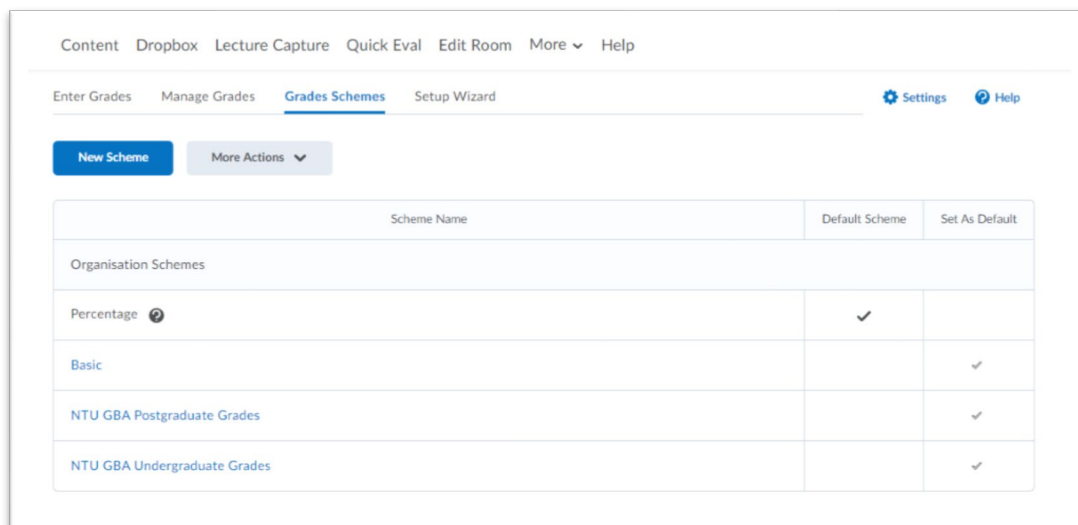 Content Dropbox Lecture Capture Quick Eval Edit Room More Help
Enter Grades Manage Grades Grades Schemes Setup Wizard Settings Help
New Scheme More Actions
Scheme Name Default Scheme Set As Default
Organisation Schemes
Percentage
Basic
NTU GBA Postgraduate Grades
NTU GBA Undergraduate Grades